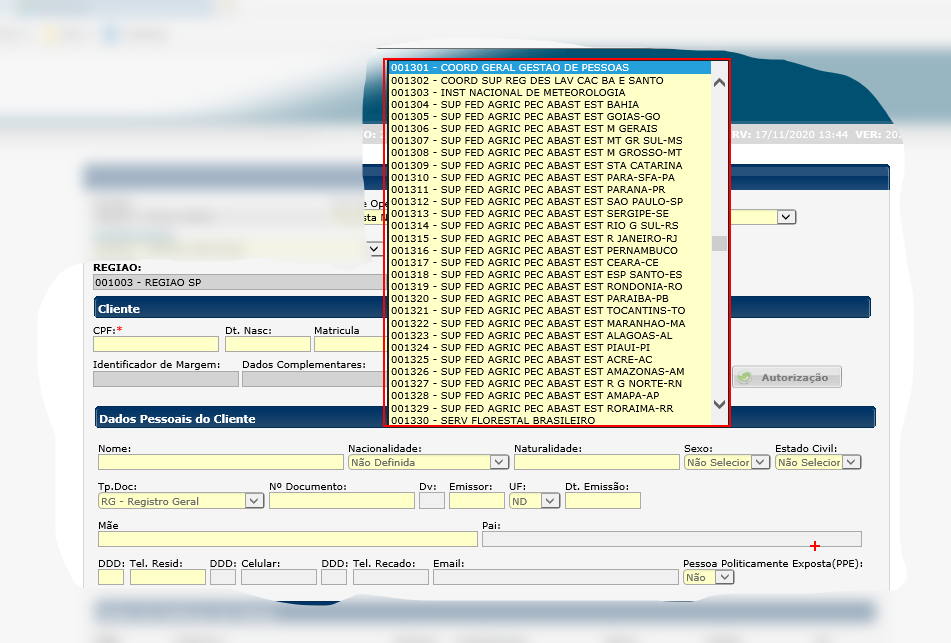 001301 - COORD GERAL GESTAO DE PESSOAS
001302 - COORD SUP REG DES LAV CAC BA E SANTO
001303 - INST NACIONAL DE METEOROLOGIA
001304 - SUP FED AGRIC PEC ABAST EST BAHIA
001305 - SUP FED AGRIC PEC ABAST EST GOIAS-GO
001306 - SUP FED AGRIC PEC ABAST EST M GERAIS
001307 - SUP FED AGRIC PEC ABAST EST MT GR SUL-MS
001308 - SUP FED AGRIC PEC ABAST EST M GROSSO-MT
001309 - SUP FED AGRIC PEC ABAST EST STA CATARINA
001310 - SUP FED AGRIC PEC ABAST EST PARA-SFA-PA
001311 - SUP FED AGRIC PEC ABAST EST PARANA-PR
001312 - SUP FED AGRIC PEC ABAST EST SAO PAULO-SP
001313 - SUP FED AGRIC PEC ABAST EST SERGIPE-SE
001314 - SUP FED AGRIC PEC ABAST EST RIO G SUL-RS
001315 - SUP FED AGRIC PEC ABAST EST R JANEIRO-RJ
001316 - SUP FED AGRIC PEC ABAST EST PERNAMBUCO
001317 - SUP FED AGRIC PEC ABAST EST CEARA-CE
001318 - SUP FED AGRIC PEC ABAST EST ESP SANTO-ES
001319 - SUP FED AGRIC PEC ABAST EST RONDONIA-RO
001320 - SUP FED AGRIC PEC ABAST EST PARAIBA-PB
001321 - SUP FED AGRIC PEC ABAST EST TOCANTINS-TO
001322 - SUP FED AGRIC PEC ABAST EST MARANHAO-MA
001323 - SUP FED AGRIC PEC ABAST EST ALAGOAS-AL
001324 - SUP FED AGRIC PEC ABAST EST PIAUI-PI
001325 - SUP FED AGRIC PEC ABAST EST ACRE-AC
001326 - SUP FED AGRIC PEC ABAST EST AMAZONAS-AM
001327 - SUP FED AGRIC PEC ABAST EST R G NORTE-RN
001328 - SUP FED AGRIC PEC ABAST EST AMAPA-AP
001329 - SUP FED AGRIC PEC ABAST EST RORAIMA-RR
001330 - SERV FLORESTAL BRASILEIRO
RV: 17/11/2020 13:44 VER: 20.
REGIAO:
001003 - REGIAO SP
Cliente
CPF:* Dt. Nasc: Matricula
Identificador de Margem: Dados Complementares:
Autorização
Dados Pessoais do Cliente
Nome: Nacionalidade: Naturalidade: Sexo: Estado Civil:
Não Definida Não Selecior Não Selecior
Tp.Doc: Nº Documento: Dv: Emissor: UF: Dt. Emissão:
RG - Registro Geral ND
Mãe Pai:
DDD: Tel. Resid: DDD: Celular: DDD: Tel. Recado: Email: Pessoa Politicamente Exposta(PPE):
Não